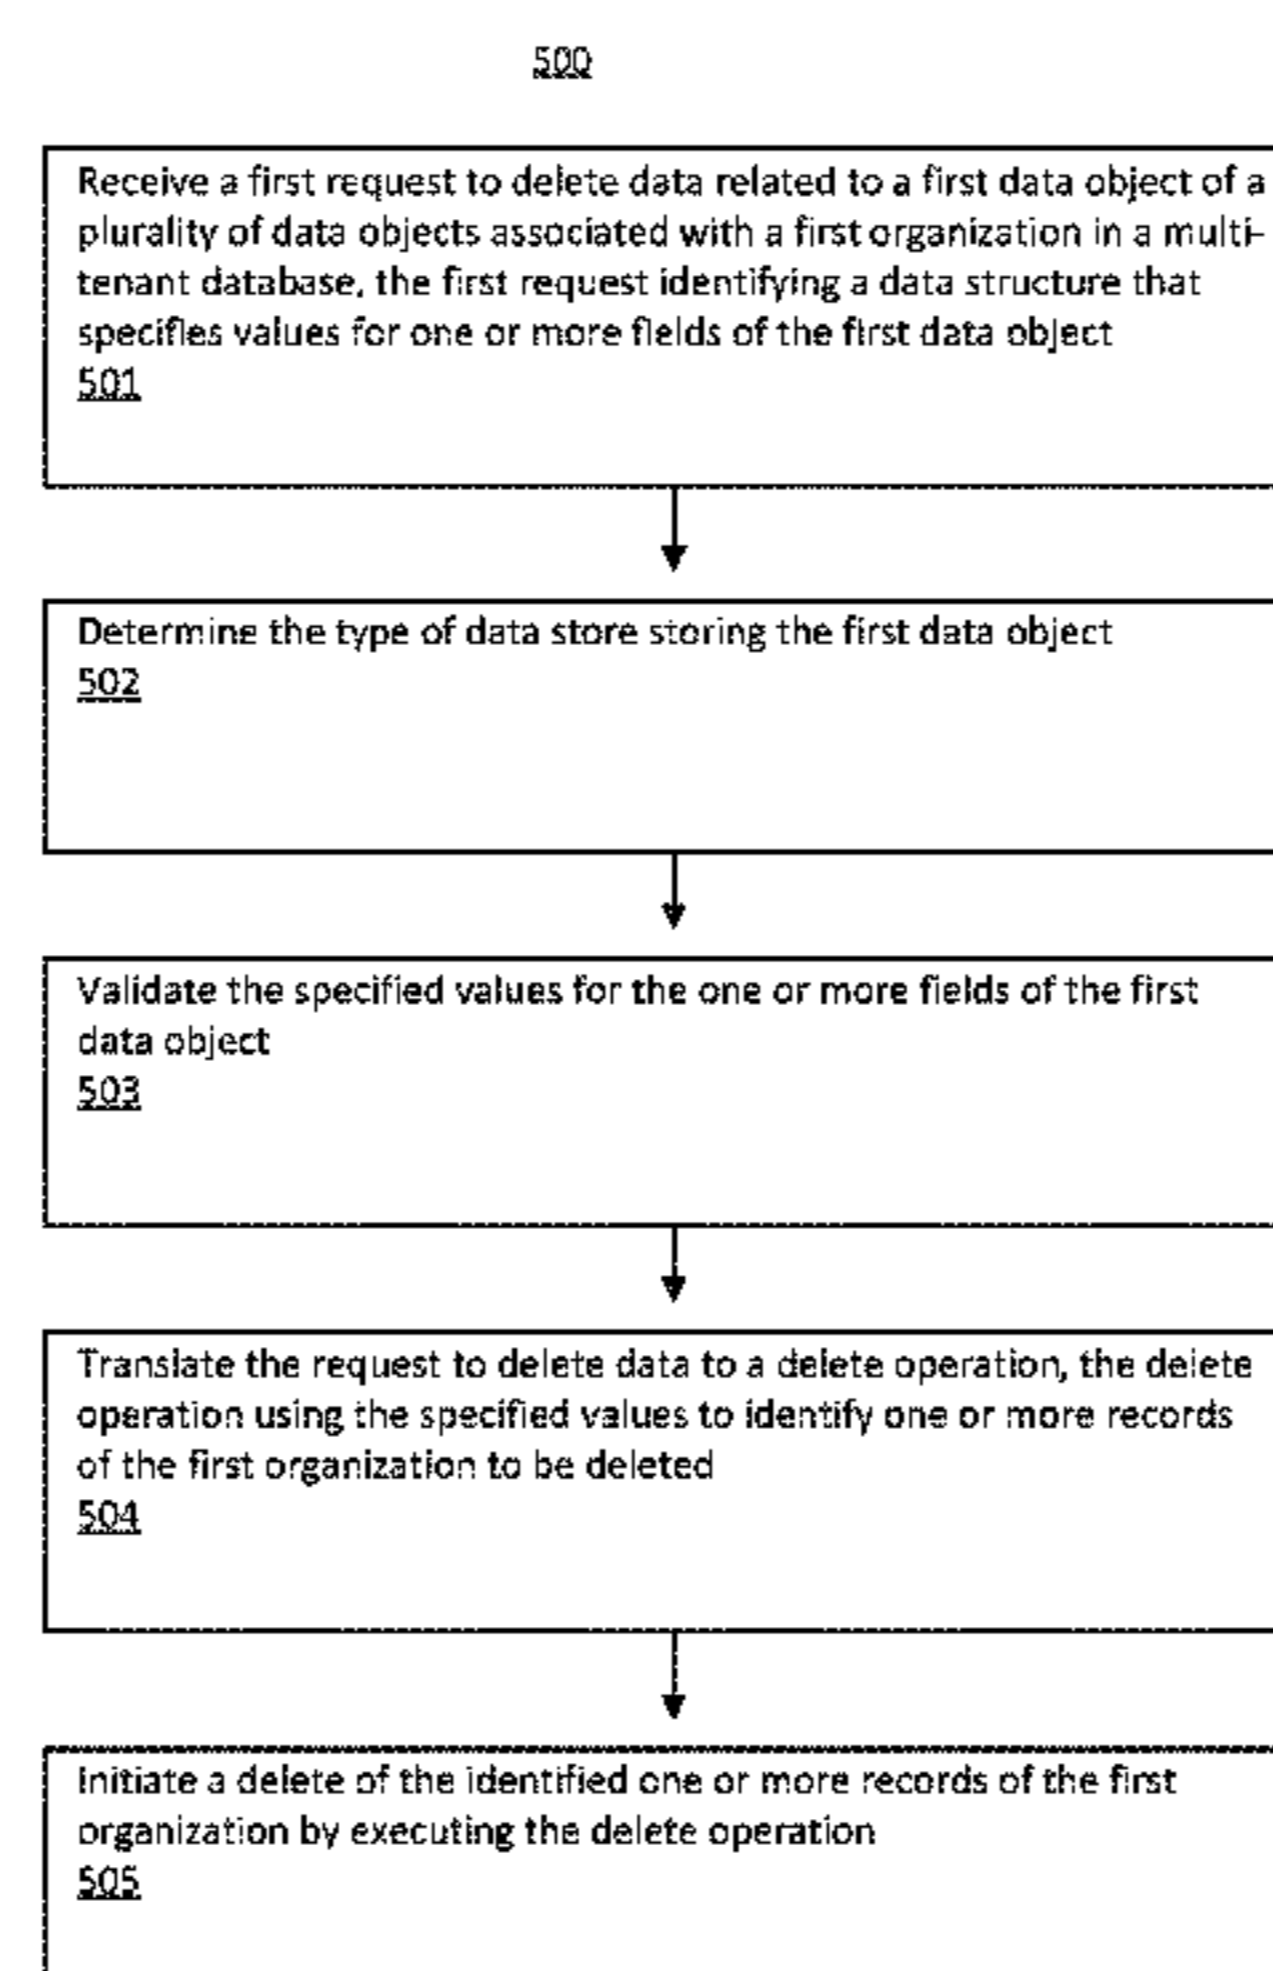 500
Receive a first request to delete data related to a first data object of a
plurality of data objects associated with a first organization in a multi-
tenant database, the first request identifying a data structure that
specifies values for one or more fields of the first data object
501
Determine the type of data store storing the first data object
502
Validate the specified values for the one or more fields of the first
data object
503
Translate the request to delete data to a delete operation, the delete
operation using the specified values to identify one or more records
of the first organization to be deleted
504
Initiate a delete of the identified one or more records of the first
organization by executing the delete operation
505